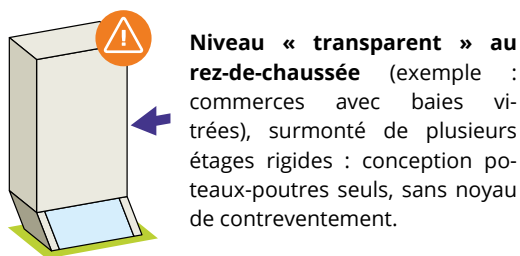 Niveau « transparent » au
rez-de-chaussée (exemple :
commerces avec baies vi-
trées), surmonté de plusieurs
étages rigides : conception po-
teaux-poutres seuls, sans noyau
de contreventement.